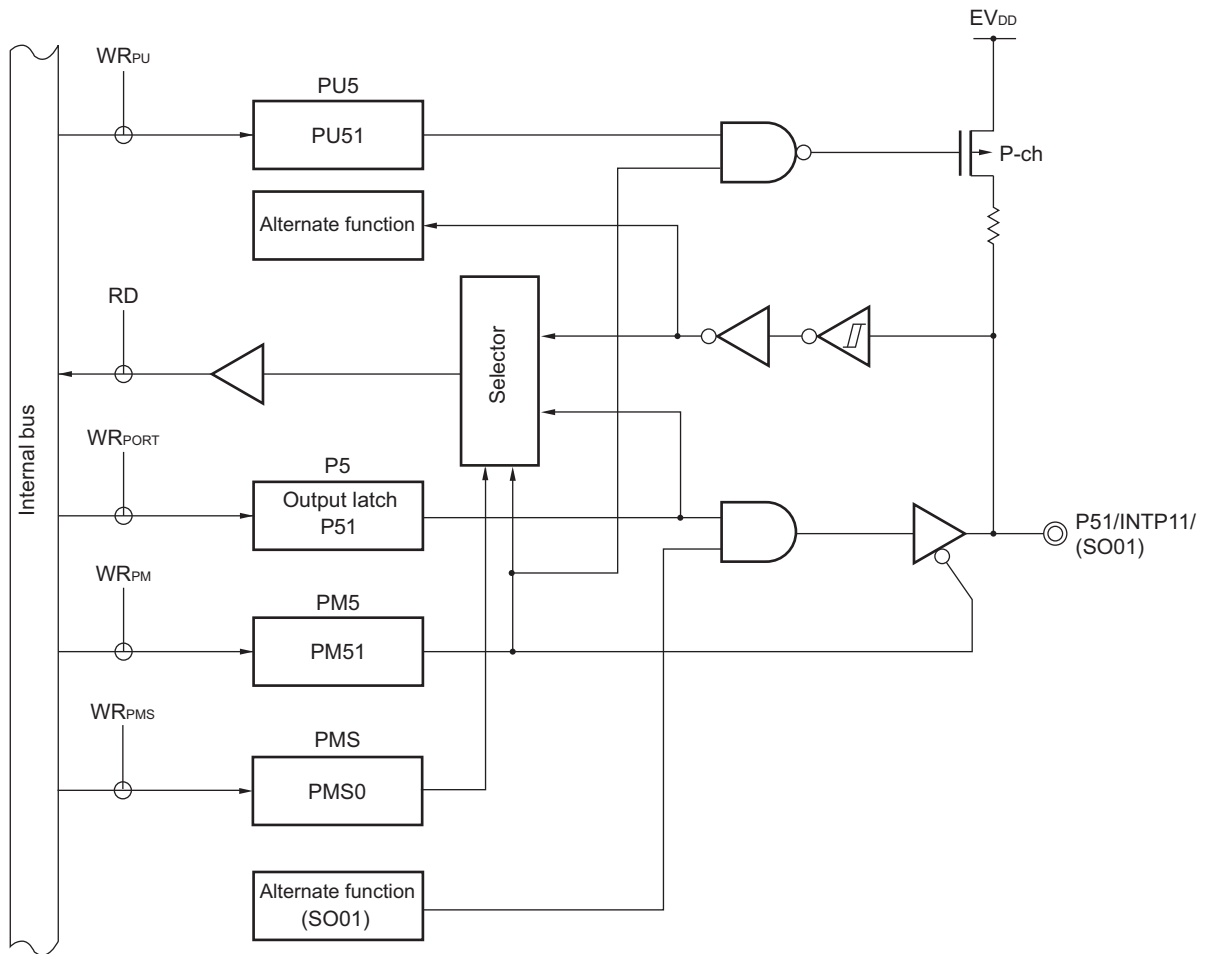 EVDD
WRPU
PU5
PU51
P-ch
Alternate function
RD
Selector
Internal bus
WRPORT
P5
Output latch
P51
P51/INTP11/
(SO01)
WRPM
PM5
PM51
WRPMS
PMS
PMS0
Alternate function
(SO01)